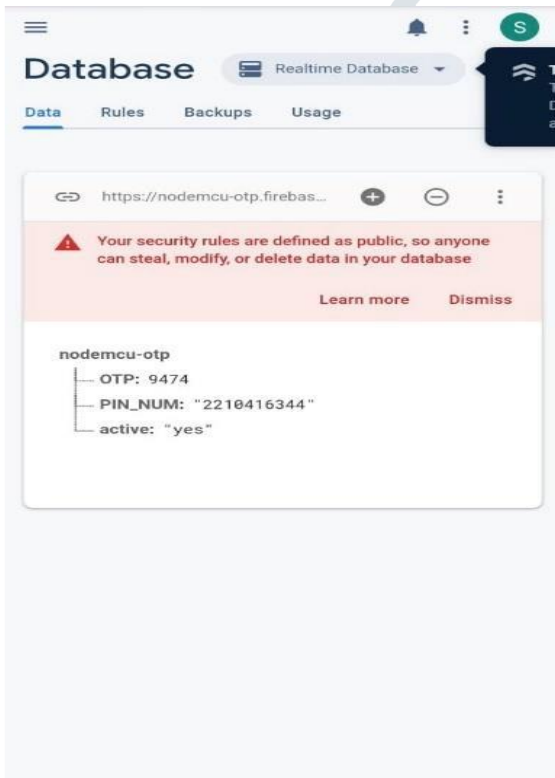 S
Database
Realtime Database
T
T
D
a
Data Rules Backups Usage
https://nodemcu-otp.firebas...
Your security rules are defined as public, so anyone
can steal, modify, or delete data in your database
Learn more Dismiss
nodemcu-otp
OTP: 9474
PIN_NUM: "2210416344"
active: "yes"